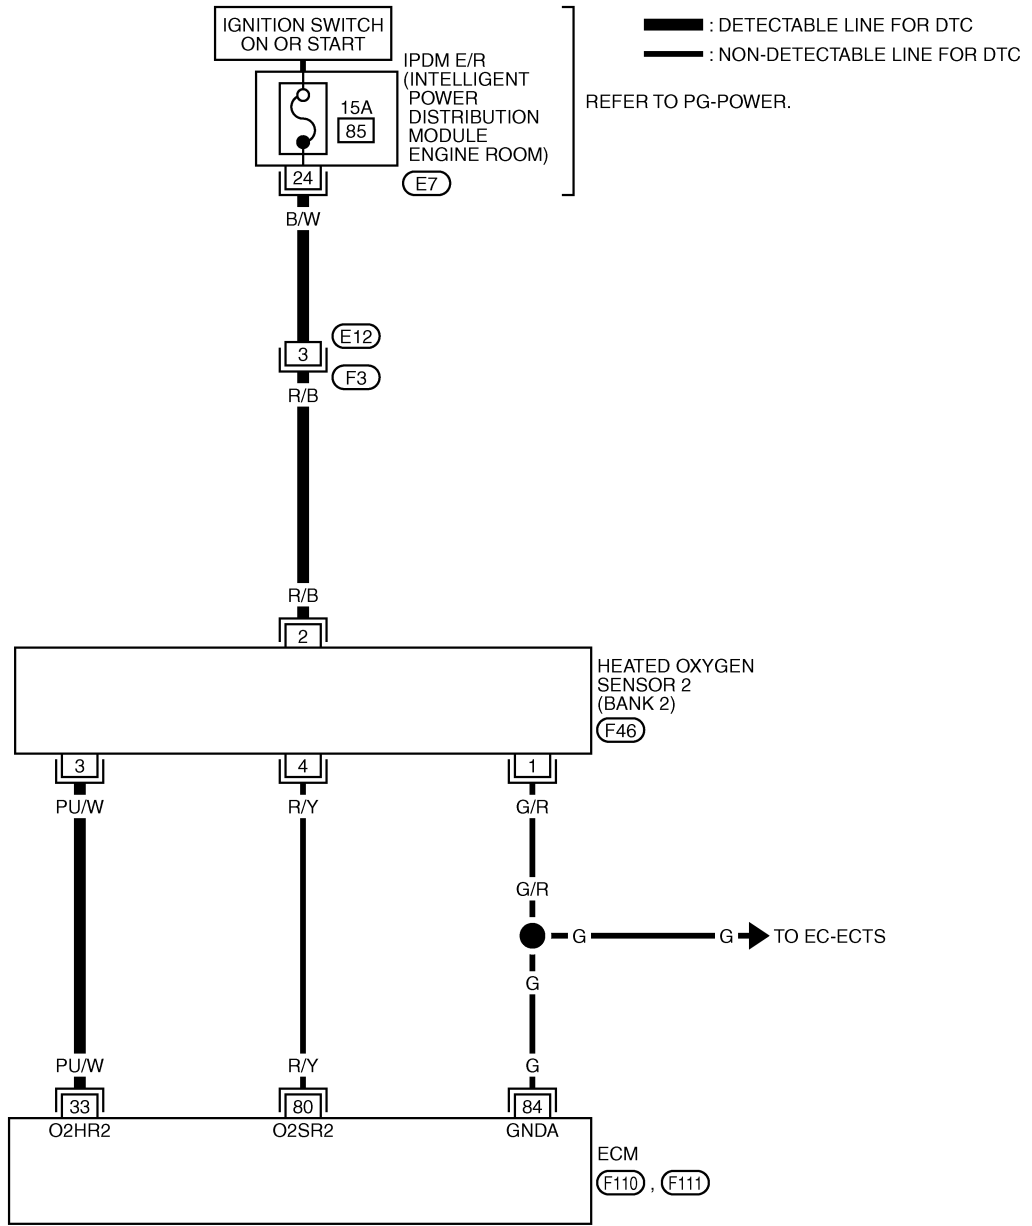 IGNITION SWITCH
ON OR START
: DETECTABLE LINE FOR DTC
: NON-DETECTABLE LINE FOR DTC
IPDM E/R
(INTELLIGENT
POWER
DISTRIBUTION
MODULE
ENGINE ROOM)
REFER TO PG-POWER.
15A
85
24
E7
B/W
E12
3
F3
R/B
R/B
2
HEATED OXYGEN
SENSOR 2
(BANK 2)
F46
3
4
1
PU/W
R/Y
G/R
G/R
G
G
TO EC-ECTS
G
PU/W
R/Y
G
33
80
84
O2HR2
O2SR2
GNDA
ECM
F110 , F111